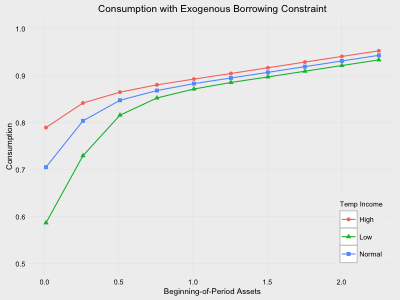 Consumption with Exogenous Borrowing Constraint
1.0
0.9
0.8
0.7
0.6
0.5
Consumption
0.0 0.5 1.0 1.5 2.0
Beginning-of-Period Assets
Temp Income
High
Low
Normal